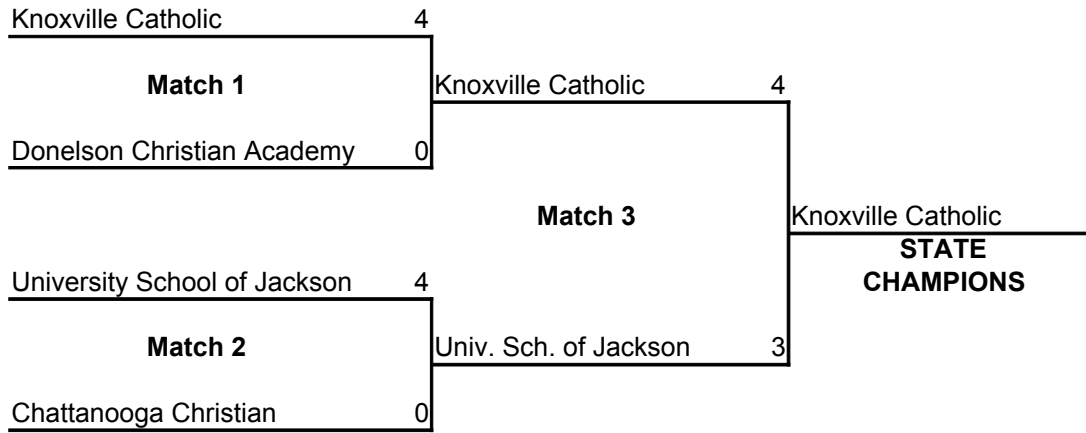 Knoxville Catholic 4
Match 1
Knoxville Catholic 4
Donelson Christian Academy 0
Match 3
Knoxville Catholic
STATE
CHAMPIONS
University School of Jackson 4
Match 2
Univ. Sch. of Jackson 3
Chattanooga Christian 0